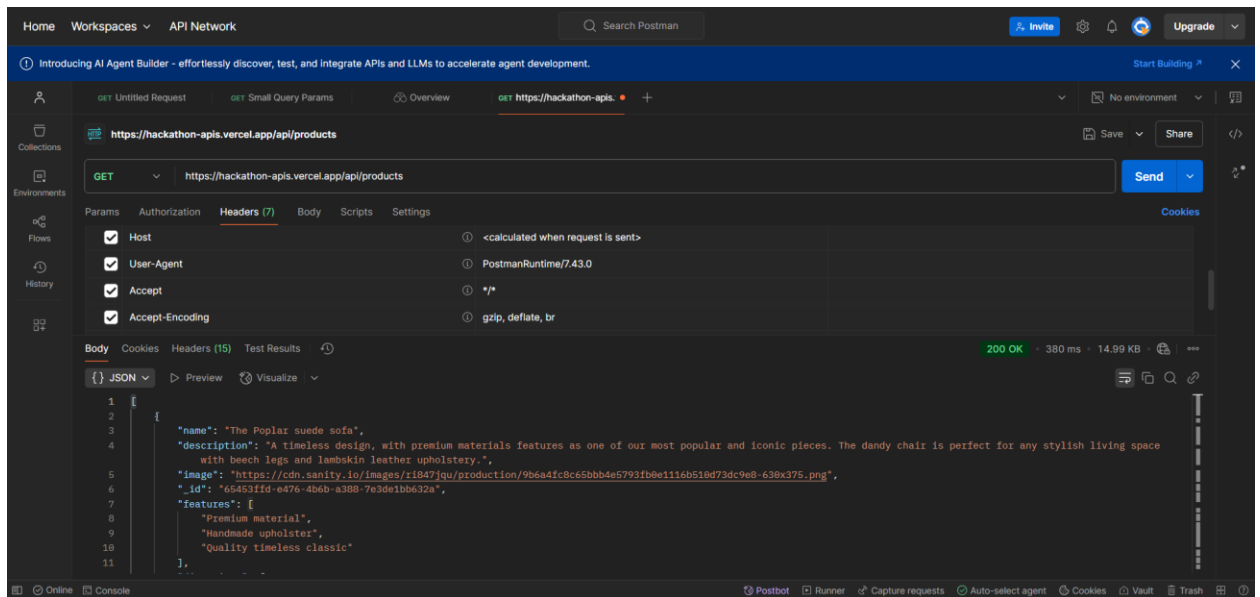 Home Workspaces API Network Search Postman Invite Upgrade
Introducing AI Agent Builder - effortlessly discover, test, and integrate APIs and LLMs to accelerate agent development. Start Building
GET Untitled Request GET Small Query Params Overview GET https://hackathon-apis. No environment
Collections
Environments
Flows
History
HTTP https://hackathon-apis.vercel.app/api/products Save Share
GET https://hackathon-apis.vercel.app/api/products Send
Params Authorization Headers (7) Body Scripts Settings Cookies
Host <calculated when request is sent>
User-Agent PostmanRuntime/7.43.0
Accept */*
Accept-Encoding gzip, deflate, br
Body Cookies Headers (15) Test Results 200 OK 380 ms 14.99 KB
{} JSON Preview Visualize
1 [
2 {
3 "name": "The Poplar suede sofa",
4 "description": "A timeless design, with premium materials features as one of our most popular and iconic pieces. The dandy chair is perfect for any stylish living space
with beech legs and lambskin leather upholstery.",
5 "image": "https://cdn.sanity.io/images/ri847jqu/production/9b6a4fc8c65bbb4e5793fb0e1116b510d73dc9e8-630x375.png",
6 "_id": "65453ffd-e476-4b6b-a388-7e3de1bb632a",
7 "features": [
8 "Premium material",
9 "Handmade upholster",
10 "Quality timeless classic"
11 ],
Online Console Postbot Runner Capture requests Auto-select agent Cookies Vault Trash